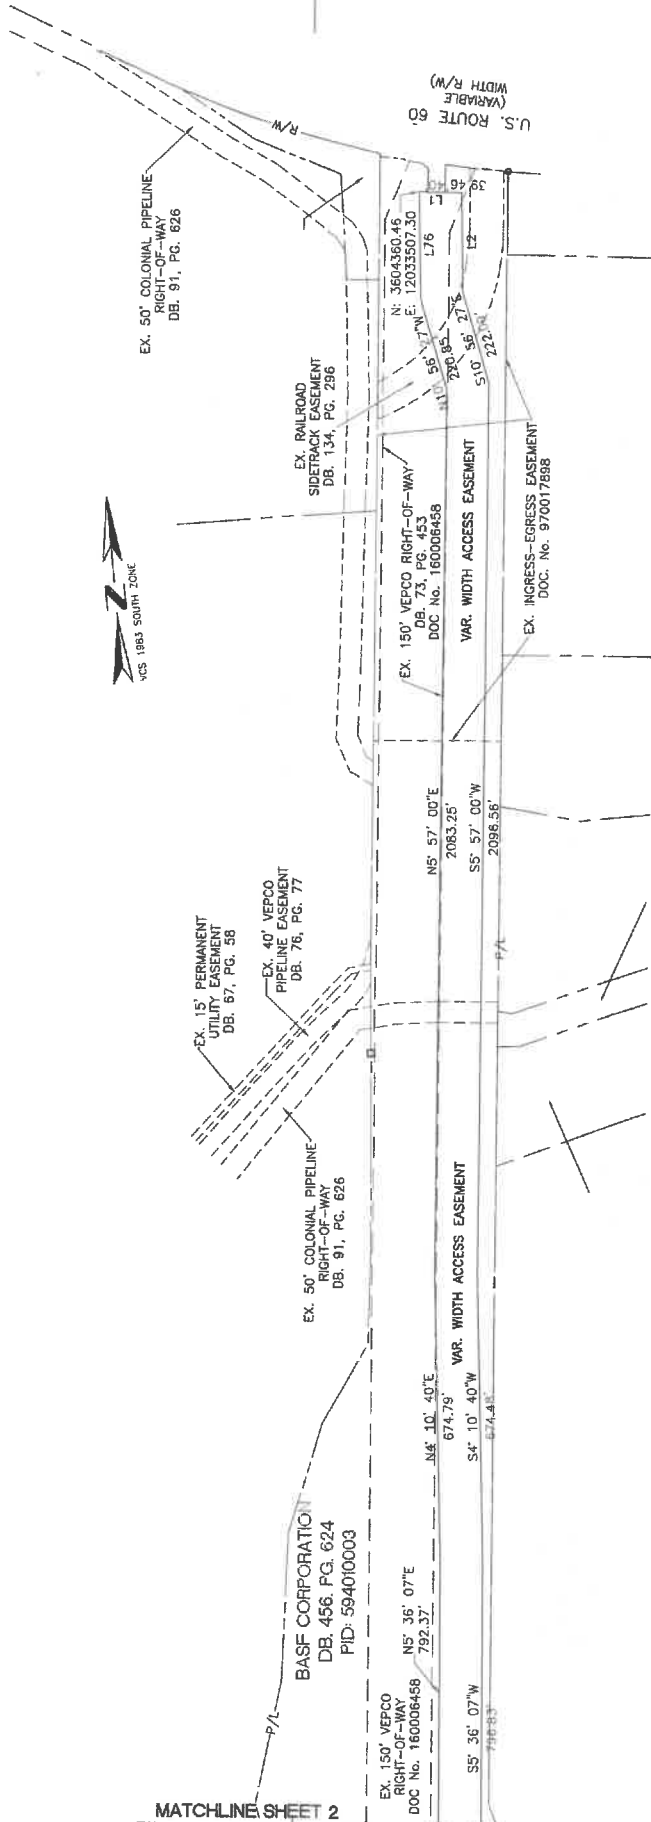 U.S. ROUTE 60
(VARIABLE
WIDTH R/W)
R/W
EX. 50' COLONIAL PIPELINE
RIGHT-OF-WAY
DB. 91, PG. 626
39.46
L1
N: 3604360.46
E: 12033507.30
L76
L2
EX. RAILROAD
SIDETRACK EASEMENT
DB. 134, PG. 296
220.85
S10° 56' 27"E
EX. 150' VEPCO RIGHT-OF-WAY
DB. 73, PG. 453
DOC No. 160006458
VAR. WIDTH ACCESS EASEMENT
EX. INGRESS-EGRESS EASEMENT
DOC. No. 970017898
VCS 1983 SOUTH ZONE
N
N5° 57' 00"E
2083.25'
S5° 57' 00"W
2096.56'
P/L
EX. 15' PERMANENT
UTILITY EASEMENT
DB. 67, PG. 58
EX. 40' VEPCO
PIPELINE EASEMENT
DB. 76, PG. 77
EX. 50' COLONIAL PIPELINE
RIGHT-OF-WAY
DB. 91, PG. 626
VAR. WIDTH ACCESS EASEMENT
N4° 10' 40"E
674.79'
S4° 10' 40"W
674.48'
BASF CORPORATION
DB. 456. PG. 624
PID: 594010003
N5° 36' 07"E
792.37'
EX. 150' VEPCO
RIGHT-OF-WAY
DOC No. 160006458
S5° 36' 07"W
P/L
MATCHLINE SHEET 2